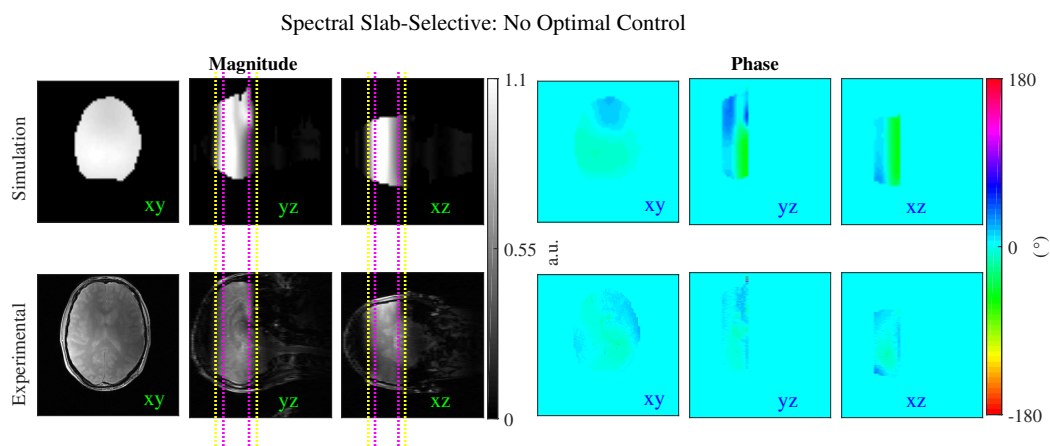 Spectral Slab-Selective: No Optimal Control
Magnitude
Phase
Simulation
xy
yz
xz
1.1
0.55
0
a.u.
xy
yz
xz
180
0
-180
(°)
Experimental
xy
yz
xz
xy
yz
xz